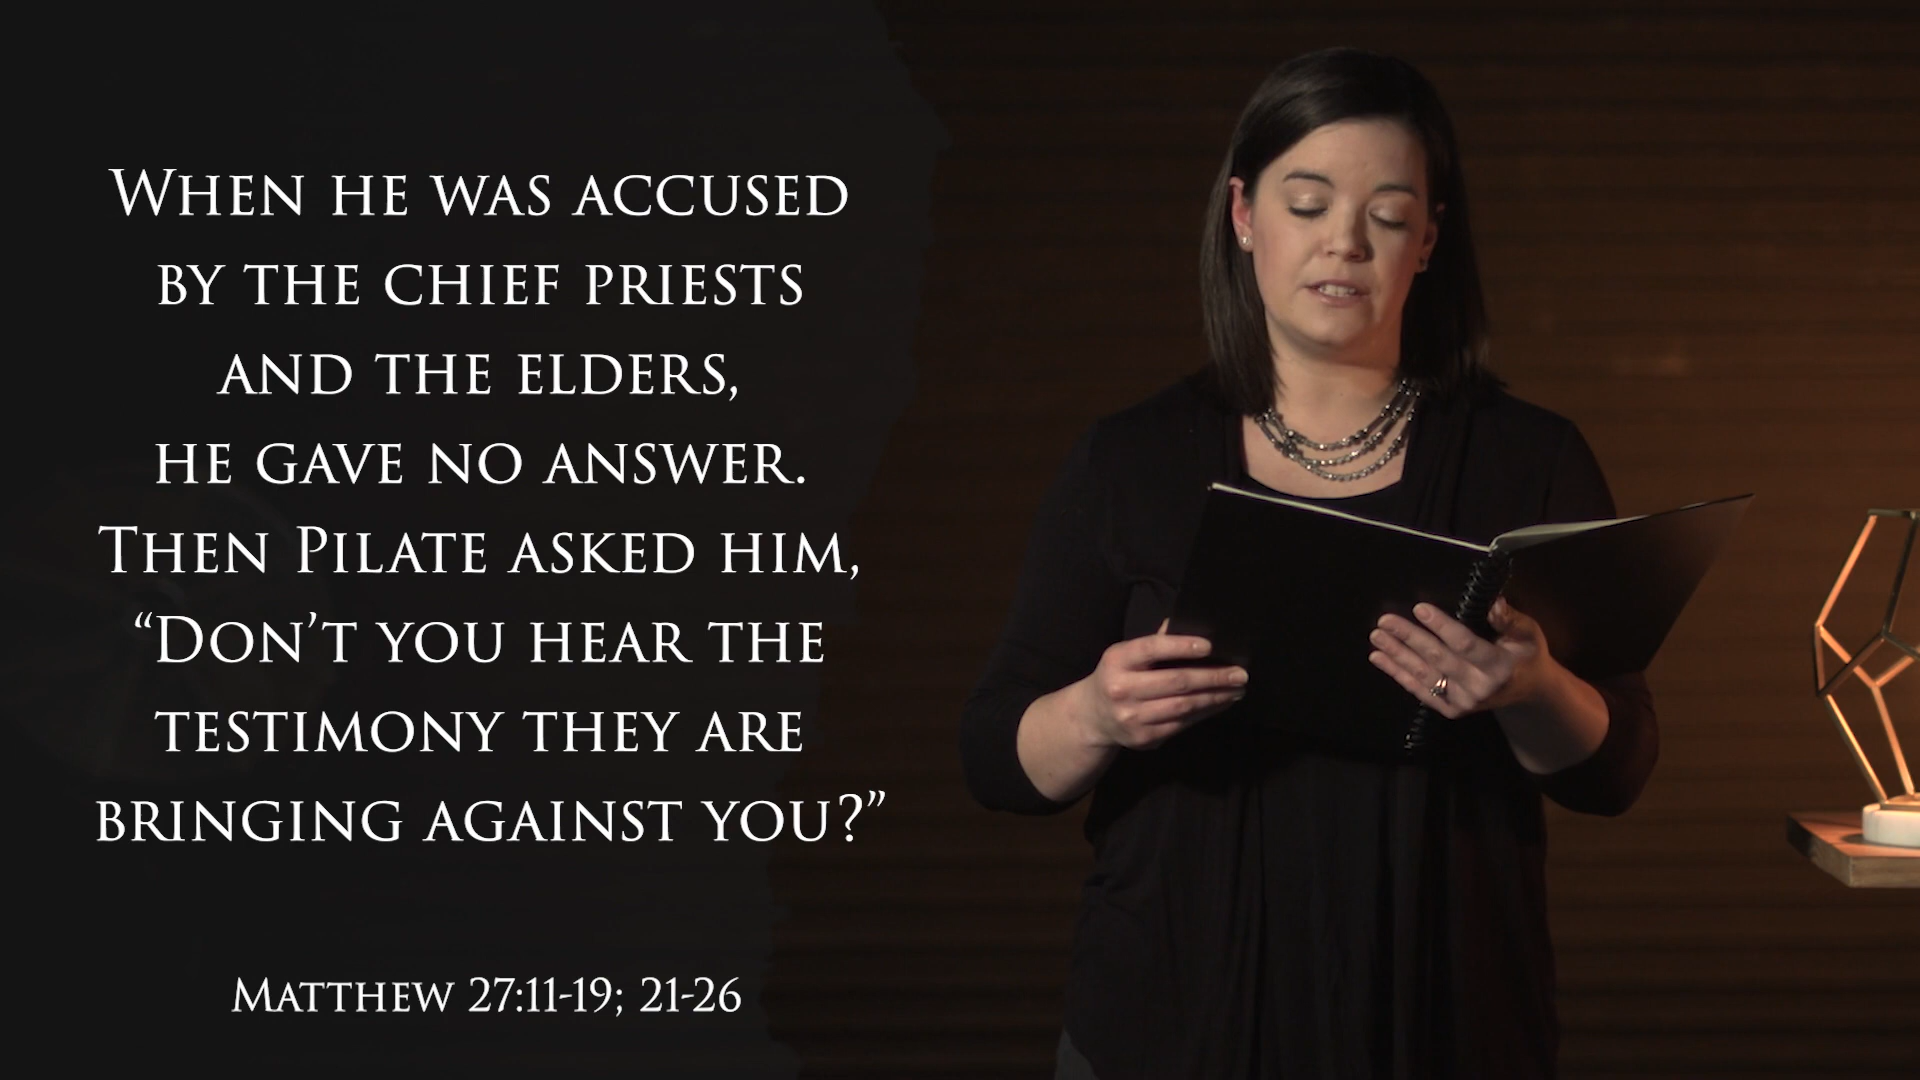 When he was accused
by the chief priests
and the elders,
he gave no answer.
Then Pilate asked him,
“Don’t you hear the
testimony they are
bringing against you?”
Matthew 27:11-19; 21-26